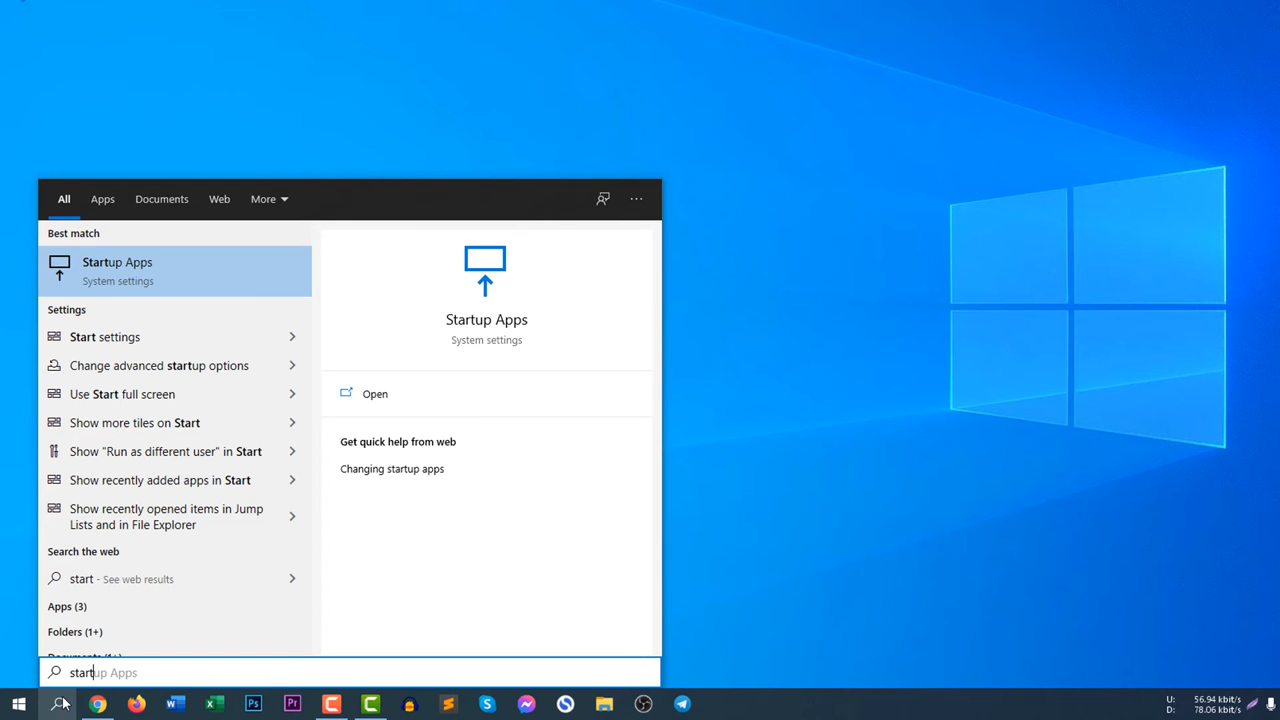 All Apps Documents Web More
Best match
Startup Apps
System settings
Settings
Start settings
Change advanced startup options
Use Start full screen
Show more tiles on Start
Show "Run as different user" in Start
Show recently added apps in Start
Show recently opened items in Jump
Lists and in File Explorer
Search the web
start - See web results
Apps (3)
Folders (1+)
Documents (1+)
Startup Apps
System settings
Open
Get quick help from web
Changing startup apps
startup Apps
W X Ps Pr C C S S
U: 56.94 kbit/s
D: 78.06 kbit/s